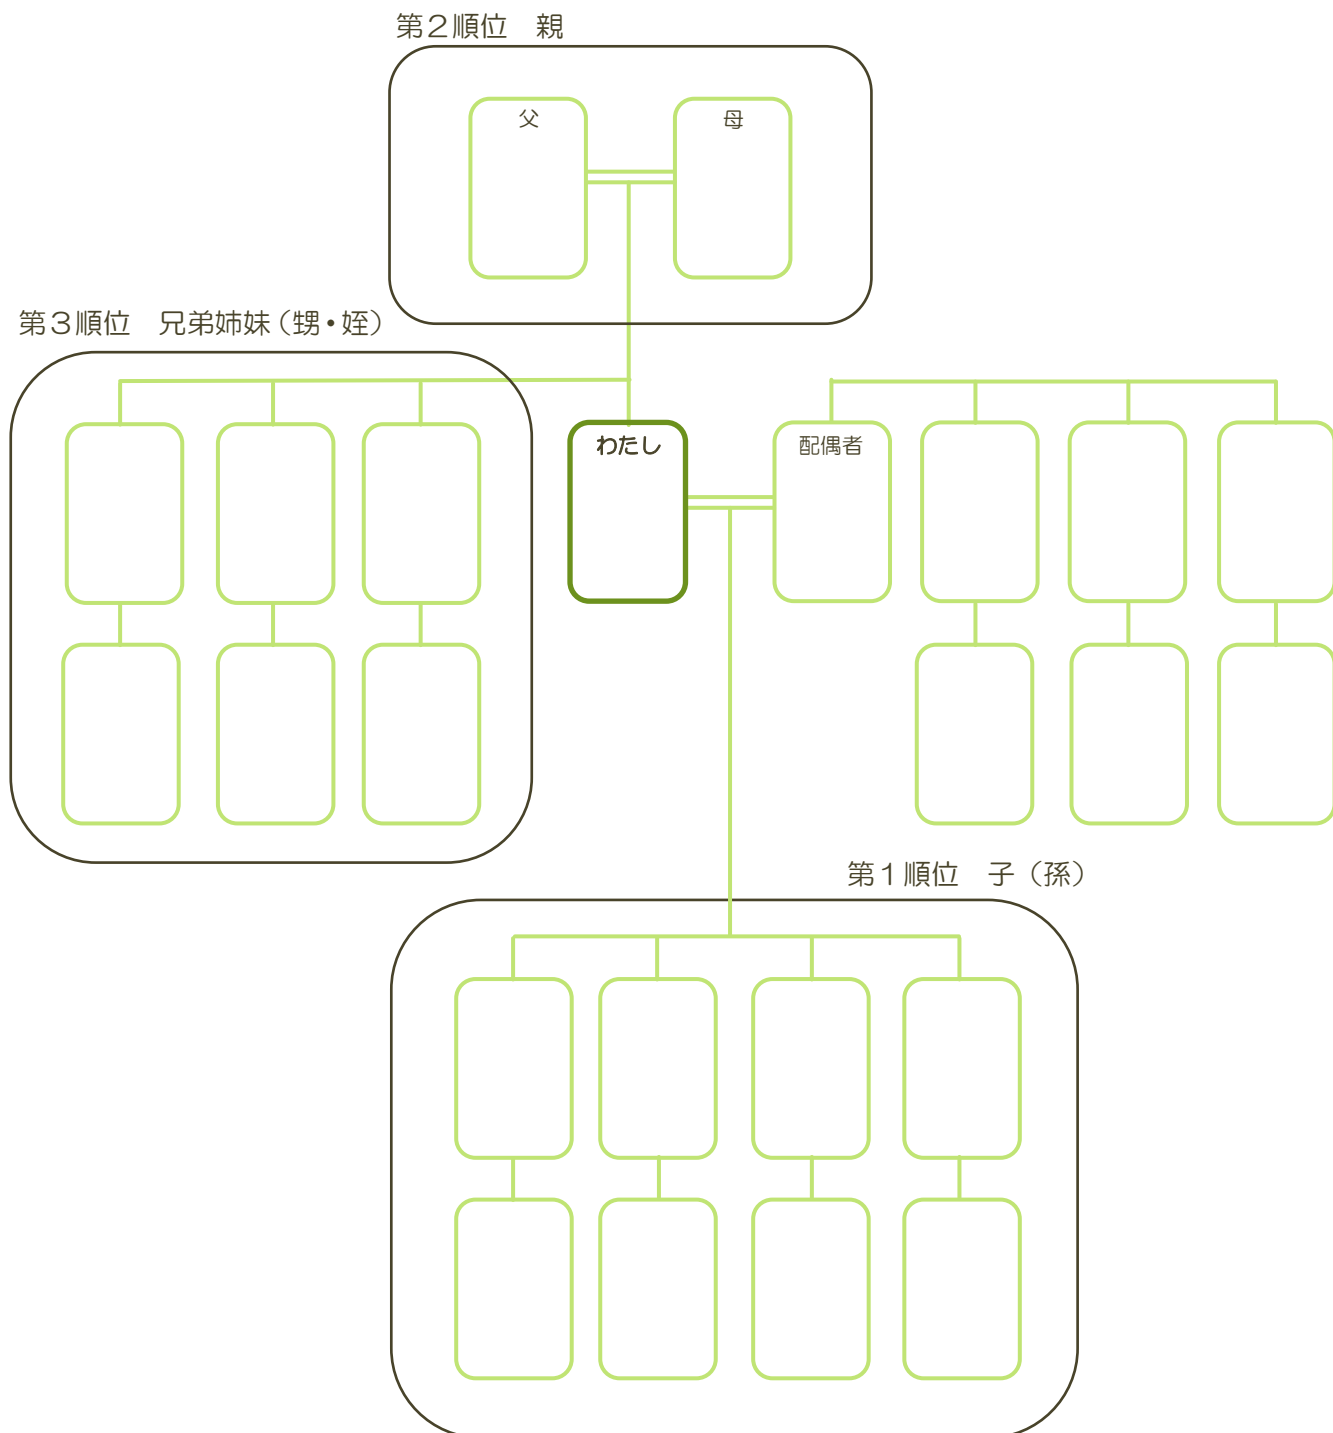 第２順位　親
父
母
第３順位　兄弟姉妹（甥・姪）
わたし
配偶者
第１順位　子（孫）